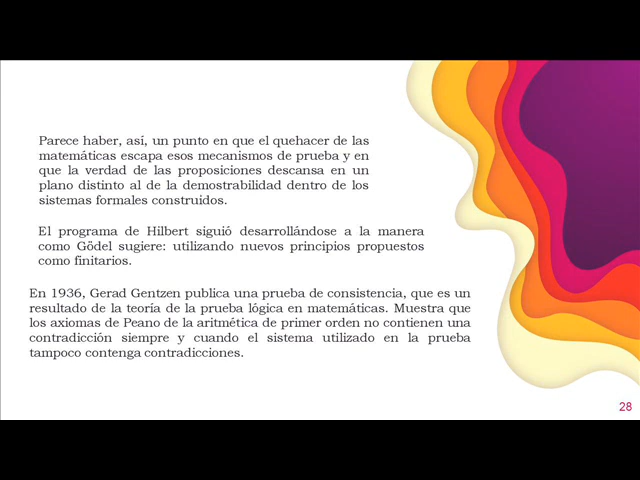 Parece haber, así, un punto en que el quehacer de las
matemáticas escapa esos mecanismos de prueba y en
que la verdad de las proposiciones descansa en un
plano distinto al de la demostrabilidad dentro de los
sistemas formales construidos.
El programa de Hilbert siguió desarrollándose a la manera
como Gödel sugiere: utilizando nuevos principios propuestos
como finitarios.
En 1936, Gerad Gentzen publica una prueba de consistencia, que es un
resultado de la teoría de la prueba lógica en matemáticas. Muestra que
los axiomas de Peano de la aritmética de primer orden no contienen una
contradicción siempre y cuando el sistema utilizado en la prueba
tampoco contenga contradicciones.
28